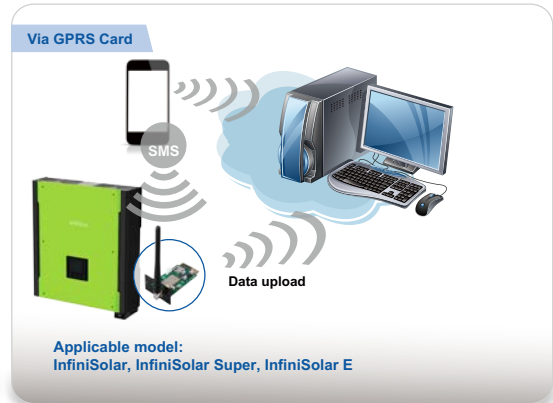 Via GPRS Card
SMS
Data upload
Applicable model:
InfiniSolar, InfiniSolar Super, InfiniSolar E